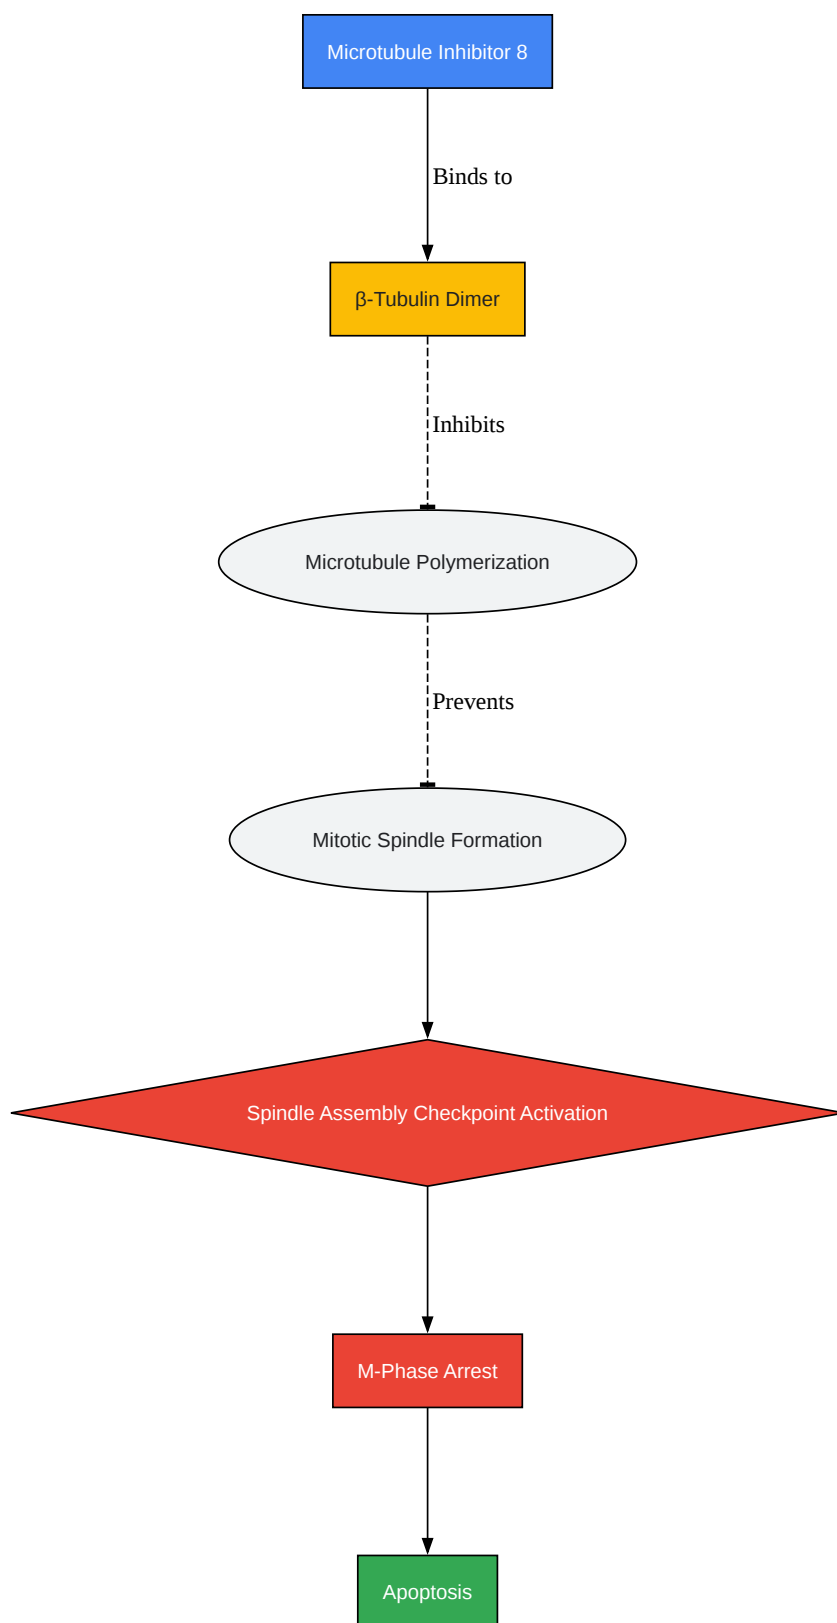 Microtubule Inhibitor 8
Binds to
β-Tubulin Dimer
Inhibits
Microtubule Polymerization
Prevents
Mitotic Spindle Formation
Spindle Assembly Checkpoint Activation
M-Phase Arrest
Apoptosis